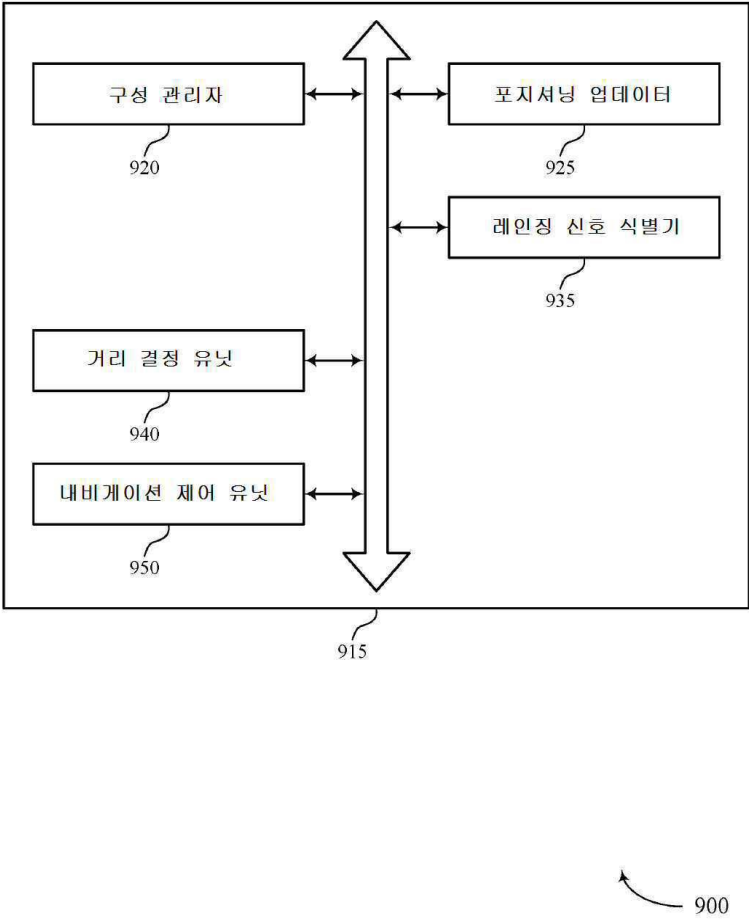 구성 관리자
920
포지셔닝 업데이터
925
레인징 신호 식별기
935
거리 결정 유닛
940
내비게이션 제어 유닛
950
915
900